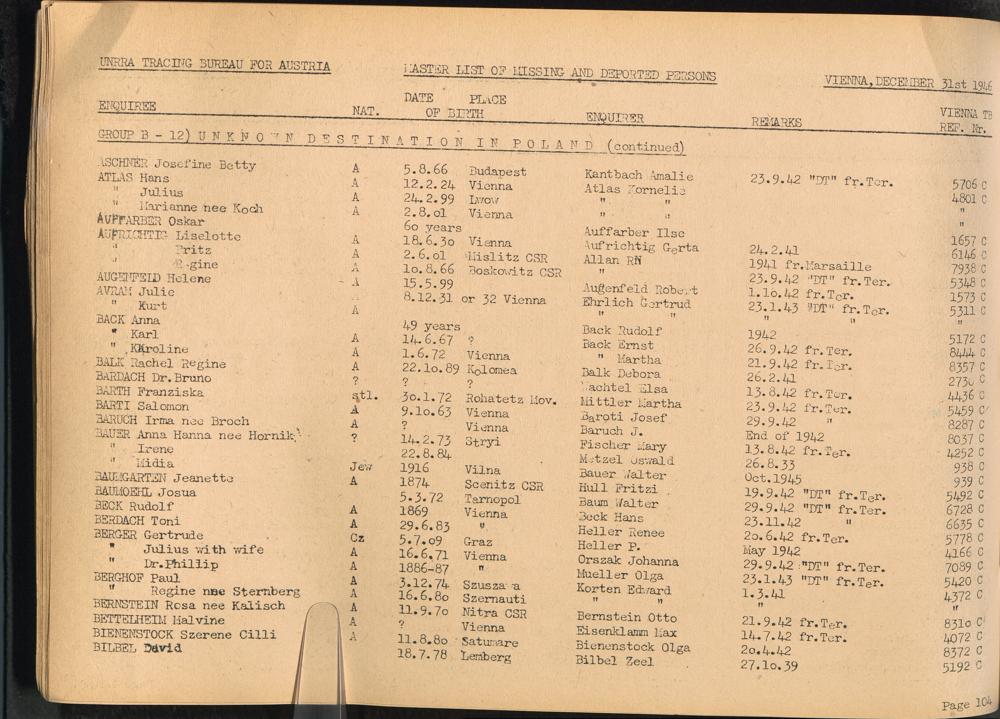 UNRRA TRACING BUREAU FOR AUSTRIA MASTER LIST OF MISSING AND DEPORTED PERSONS VIENNA, DECEMBER 31st 1946
ENQUIREE NAT. DATE PLACE OF BIRTH ENQUIRER REMARKS VIENNA TB REF. Nr.
GROUP B - 12) UNKNOWN DESTINATION IN POLAND (continued)
ASCHNER Josefine Betty A 5.8.66 Budapest Kantbach Amalie 23.9.42 "DT" fr.Ter. 5706 C
ATLAS Hans A 12.2.24 Vienna Atlas Kornelie 4801 C
" Julius A 24.2.99 Lwow " " "
" Marianne nee Koch A 2.8.01 Vienna " " "
AUFFARBER Oskar 60 years Auffarber Ilse 1657 C
AUFRICHTIG Liselotte A 18.6.30 Vienna Aufrichtig Gerta 24.2.41 6146 C
" Fritz A 2.6.01 Mislitz CSR Allan RN 1941 fr.Marsaille 7938 C
" Regine A 10.8.66 Boskowitz CSR " 23.9.42 "DT" fr.Ter. 5348 C
AUGENFELD Helene A 15.5.99 Augenfeld Robert 1.10.42 fr.Ter. 1573 C
AVRAM Julie A 8.12.31 or 32 Vienna Ehrlich Gertrud 23.1.43 "DT" fr.Ter. 5311 C
" Kurt A " " " " "
BACK Anna 49 years Back Rudolf 1942 5172 C
" Karl A 14.6.67 ? Back Ernst 26.9.42 fr.Ter. 8444 C
" Karoline A 1.6.72 Vienna " Martha 21.9.42 fr.Ter. 8357 C
BALK Rachel Regine A 22.10.89 Kolomea Balk Debora 26.2.41 2730 C
BARDACH Dr.Bruno ? ? ? Wachtel Elsa 13.8.42 fr.Ter. 4436 C
BARTH Franziska stl. 30.1.72 Rohatetz Mov. Mittler Martha 23.9.42 fr.Ter. 5459 C
BARTI Salomon A 9.10.63 Vienna Baroti Josef 29.9.42 " 8287 C
BARUCH Irma nee Broch ? Vienna Baruch J. End of 1942 8037 C
BAUER Anna Hanna nee Hornik ? 14.2.73 Stryi Fischer Mary 13.8.42 fr.Ter. 4252 C
" Irene 22.8.84 Metzel Oswald 26.8.33 938 C
" Midia Jew 1916 Vilna Bauer Walter Oct.1945 939 C
BAUMGARTEN Jeanette A 1874 Scenitz CSR Hull Fritzi 19.9.42 "DT" fr.Ter. 5492 C
BAUMOEHL Josua 5.3.72 Tarnopol Baum Walter 29.9.42 "DT" fr.Ter. 6728 C
BECK Rudolf A 1869 Vienna Beck Hans 23.11.42 " 6635 C
BERDACH Toni A 29.6.83 " Heller Renee 20.6.42 fr.Ter. 5778 C
BERGER Gertrude Cz 5.7.09 Graz Heller P. May 1942 4166 C
" Julius with wife A 16.6.71 Vienna Orszak Johanna 29.9.42 "DT" fr.Ter. 7089 C
" Dr.Phillip A 1886-87 " Mueller Olga 23.1.43 "DT" fr.Ter. 5420 C
BERGHOF Paul A 3.12.74 Szuszawa Korten Edward 1.3.41 4372 C
" Regine nee Sternberg A 16.6.80 Szernauti " " " "
BERNSTEIN Rosa nee Kalisch A 11.9.70 Nitra CSR Bernstein Otto 21.9.42 fr.Ter. 8310 C
BETTELHEIM Malvine A ? Vienna Eisenklamm Max 14.7.42 fr.Ter. 4072 C
BIENENSTOCK Szerene Cilli A 11.8.80 Satumare Bienenstock Olga 20.4.42 8372 C
BILBEL David 18.7.78 Lemberg Bilbel Zeel 27.10.39 5192 C
Page 104